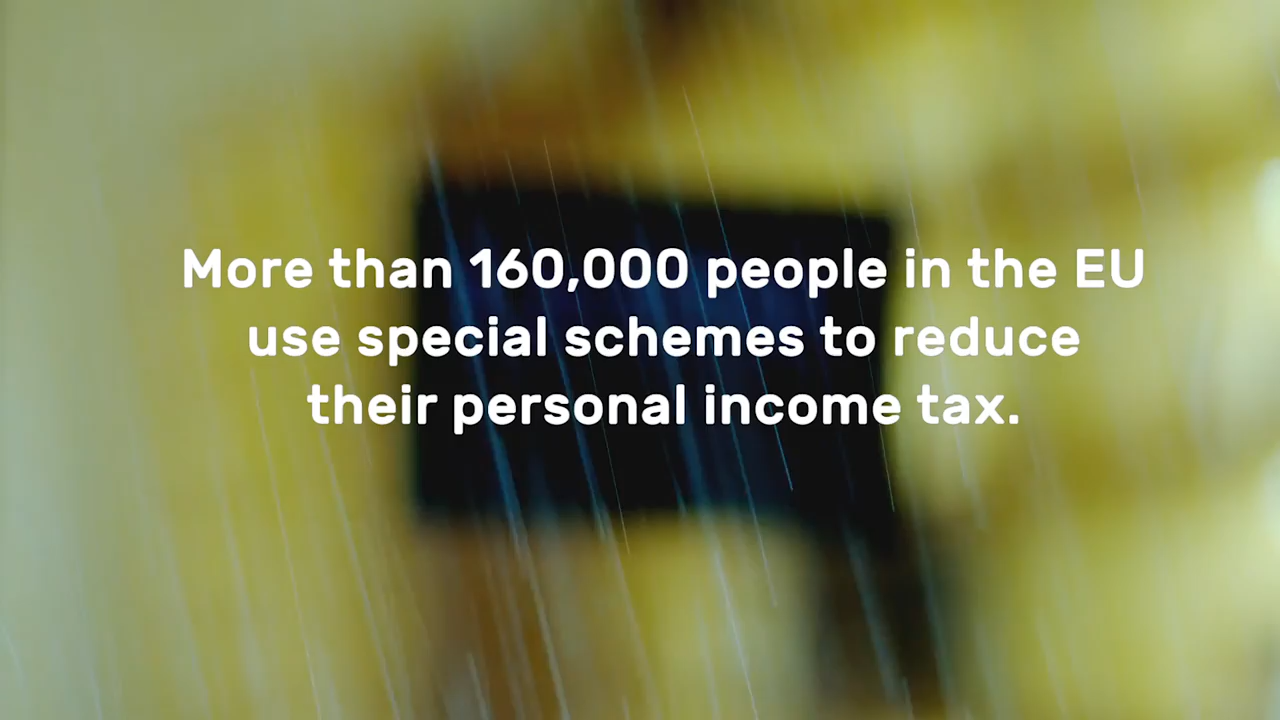 More than 160,000 people in the EU
use special schemes to reduce
their personal income tax.